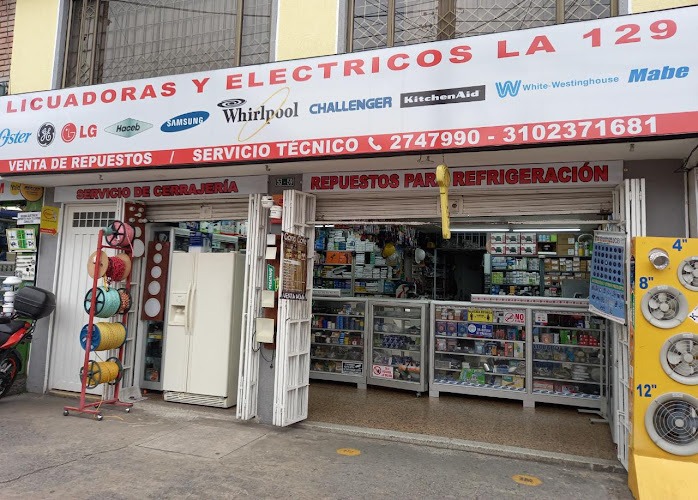 LICUADORAS Y ELECTRICOS LA 129
Oster GE LG Haceb SAMSUNG Whirlpool CHALLENGER KitchenAid White-Westinghouse Mabe
VENTA DE REPUESTOS / SERVICIO TÉCNICO 2747990 - 3102371681
SERVICIO DE CERRAJERÍA
REPUESTOS PARA REFRIGERACIÓN
4"
8"
12"
NO